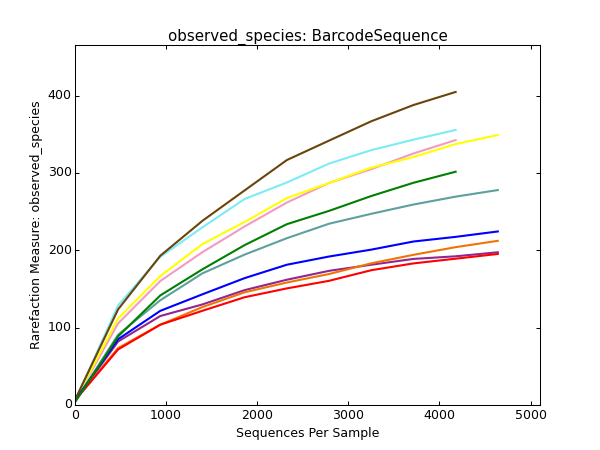 observed_species: BarcodeSequence
Rarefaction Measure: observed_species
400
300
200
100
0
0 1000 2000 3000 4000 5000
Sequences Per Sample